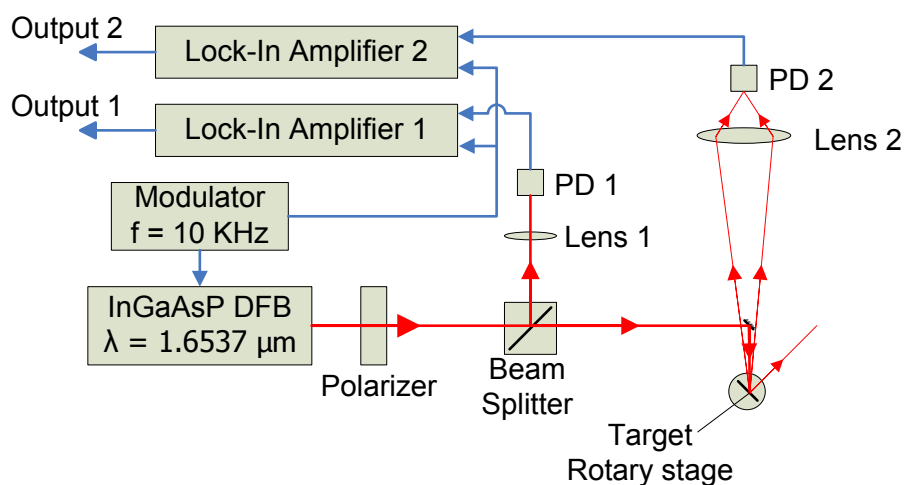 Output 2
Lock-In Amplifier 2
PD 2
Output 1
Lock-In Amplifier 1
Lens 2
PD 1
Modulator
f = 10 KHz
Lens 1
InGaAsP DFB
λ = 1.6537 µm
Polarizer
Beam
Splitter
Target
Rotary stage